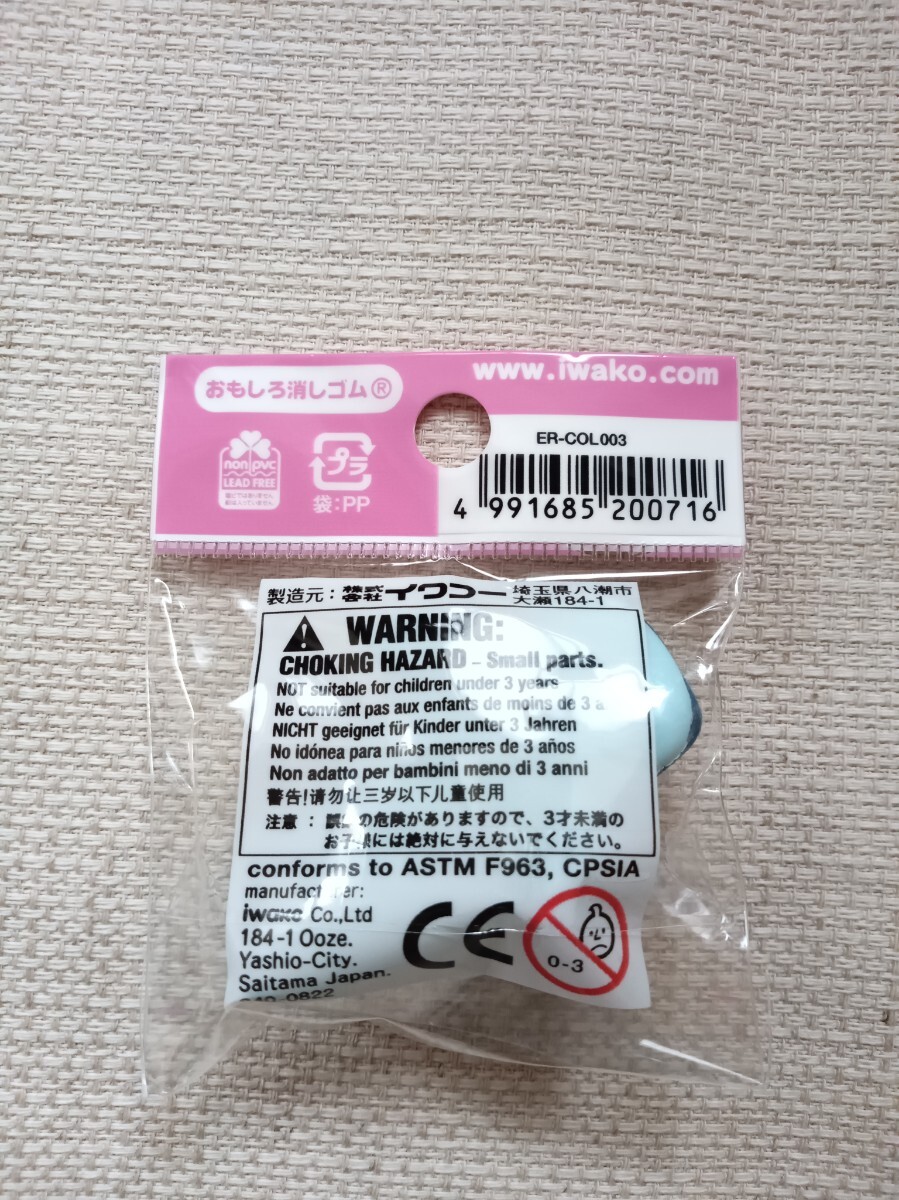 おもしろ消しゴム®
www.iwako.com
non pvc
LEAD FREE
プラ
袋:PP
ER-COL003
4 991685 200716
製造元: 株式会社 イワコー 埼玉県八潮市
大瀬184-1
WARNING:
CHOKING HAZARD – Small parts.
NOT suitable for children under 3 years
Ne convient pas aux enfants de moins de 3 a
NICHT geeignet für Kinder unter 3 Jahren
No idónea para niños menores de 3 años
Non adatto per bambini meno di 3 anni
警告!请勿让三岁以下儿童使用
注意: 誤飲の危険がありますので、3才未満の
お子様には絶対に与えないでください。
conforms to ASTM F963, CPSIA
manufacturer:
iwako Co.,Ltd
184-1 Ooze.
Yashio-City.
Saitama Japan.
340-0822
CE
0-3